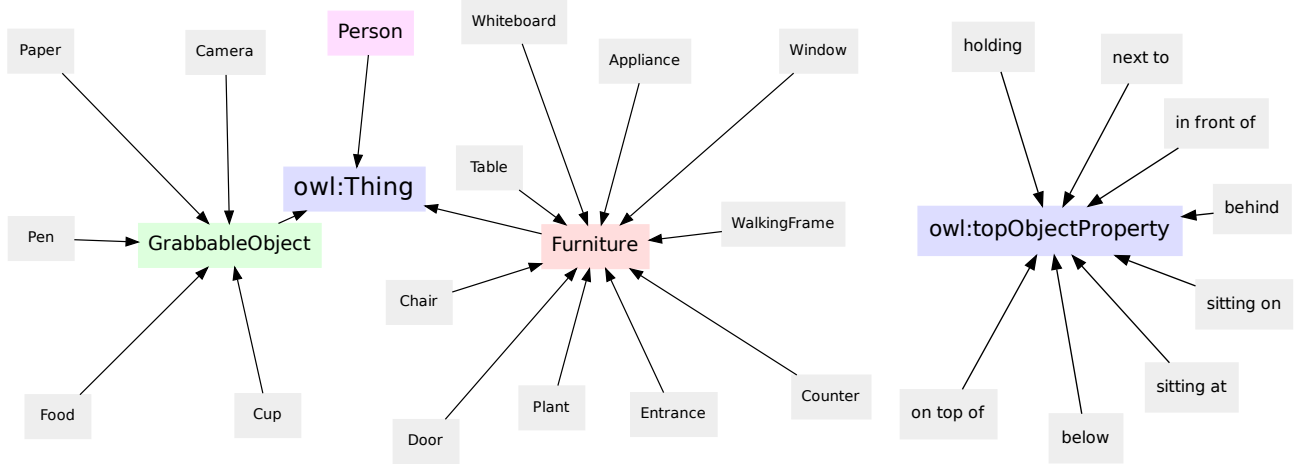 Whiteboard
Person
Paper
Camera
Appliance
Window
holding
next to
in front of
Table
owl:Thing
behind
WalkingFrame
owl:topObjectProperty
Pen
GrabbableObject
Furniture
Chair
sitting on
sitting at
Counter
Plant
Entrance
on top of
Food
Cup
Door
below